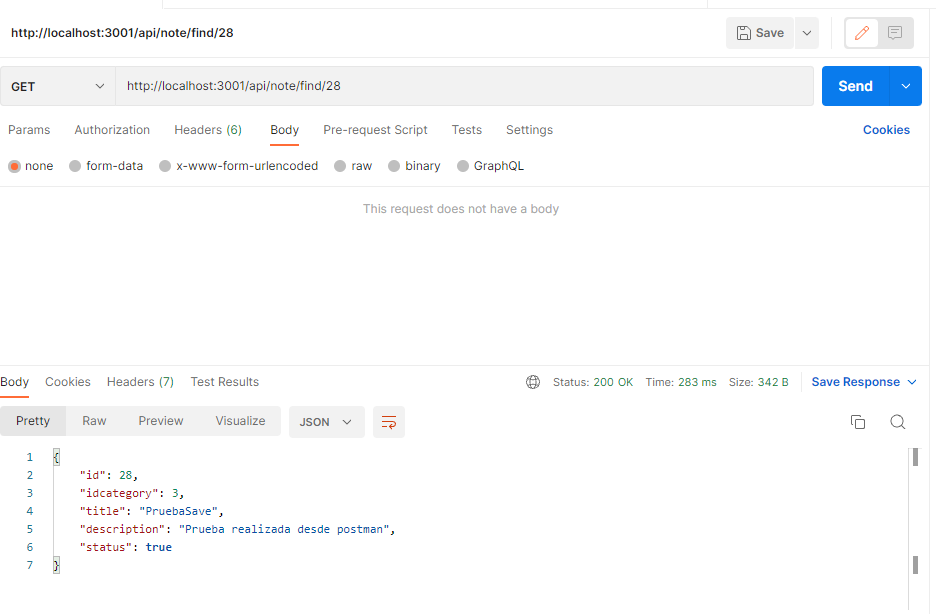 http://localhost:3001/api/note/find/28
Save
GET
http://localhost:3001/api/note/find/28
Send
Params Authorization Headers (6) Body Pre-request Script Tests Settings Cookies
none form-data x-www-form-urlencoded raw binary GraphQL
This request does not have a body
Body Cookies Headers (7) Test Results Status: 200 OK Time: 283 ms Size: 342 B Save Response
Pretty Raw Preview Visualize JSON
1 {
2 "id": 28,
3 "idcategory": 3,
4 "title": "PruebaSave",
5 "description": "Prueba realizada desde postman",
6 "status": true
7 }